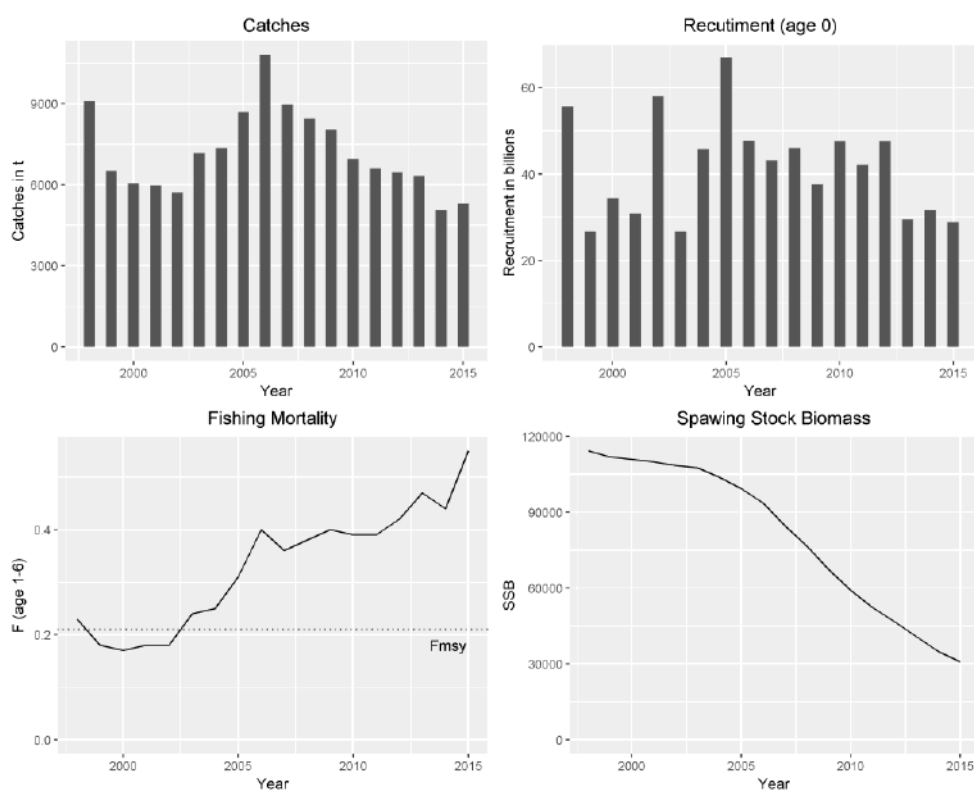 Catches
Catches in t
9000
6000
3000
0
2000
2005
2010
2015
Year
Recutiment (age 0)
Recruitment in billions
60
40
20
0
2000
2005
2010
2015
Year
Fishing Mortality
F (age 1-6)
0.4
0.2
0.0
Fmsy
2000
2005
2010
2015
Year
Spawing Stock Biomass
SSB
120000
90000
60000
30000
0
2000
2005
2010
2015
Year